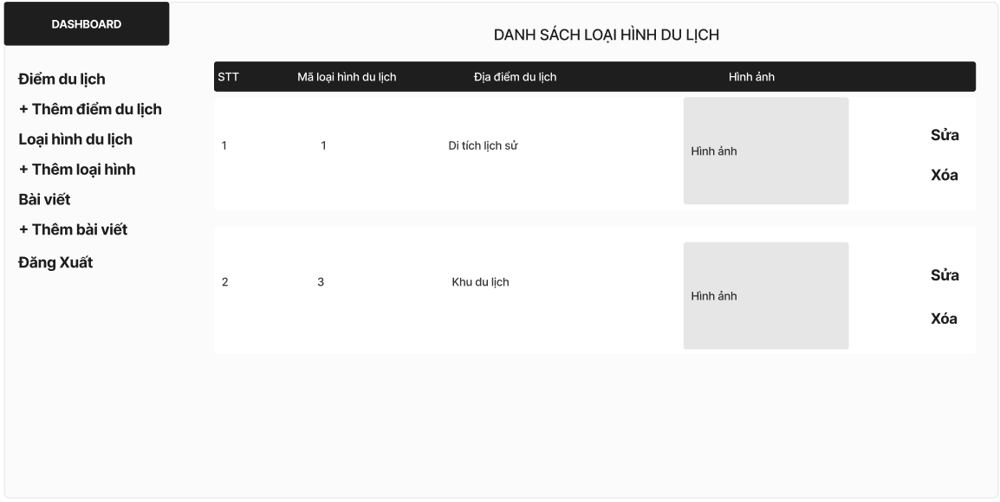 DASHBOARD
Điểm du lịch
+ Thêm điểm du lịch
Loại hình du lịch
+ Thêm loại hình
Bài viết
+ Thêm bài viết
Đăng Xuất
DANH SÁCH LOẠI HÌNH DU LỊCH
STT Mã loại hình du lịch Địa điểm du lịch Hình ảnh
1 1 Di tích lịch sử Hình ảnh
Sửa
Xóa
2 3 Khu du lịch Hình ảnh
Sửa
Xóa